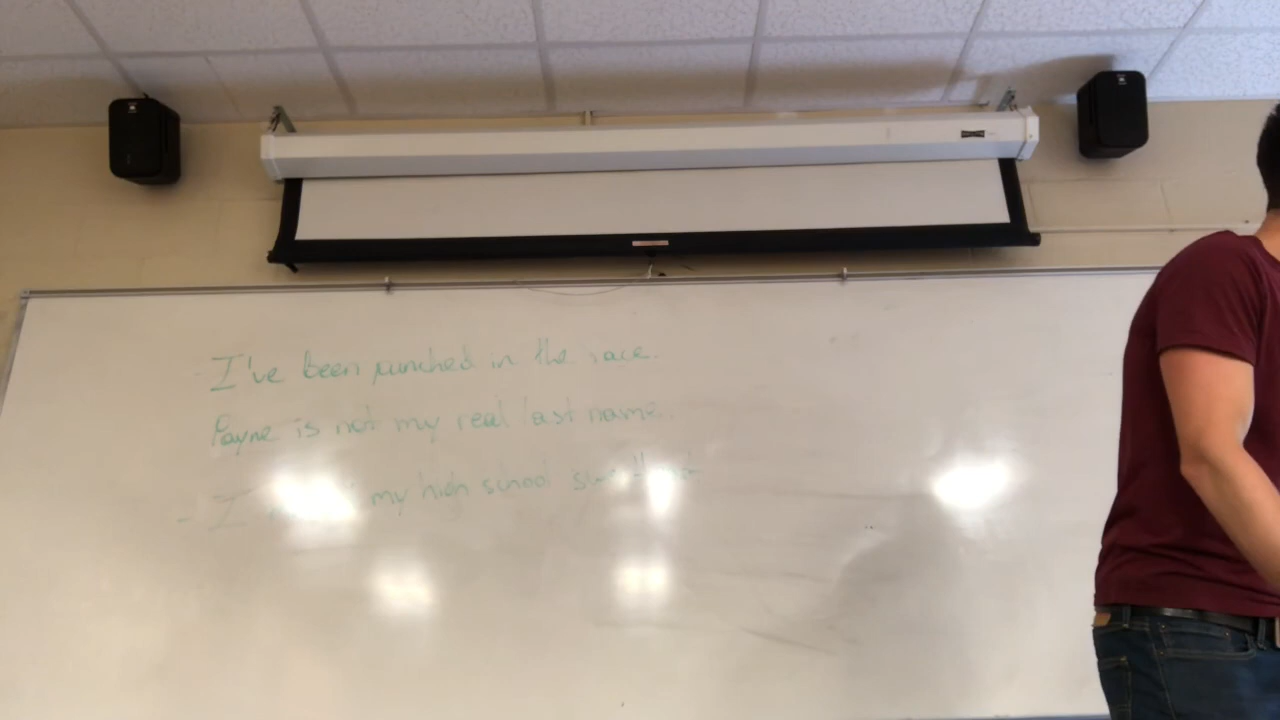 - I've been punched in the face.
Payne is not my real last name.
- I my high school